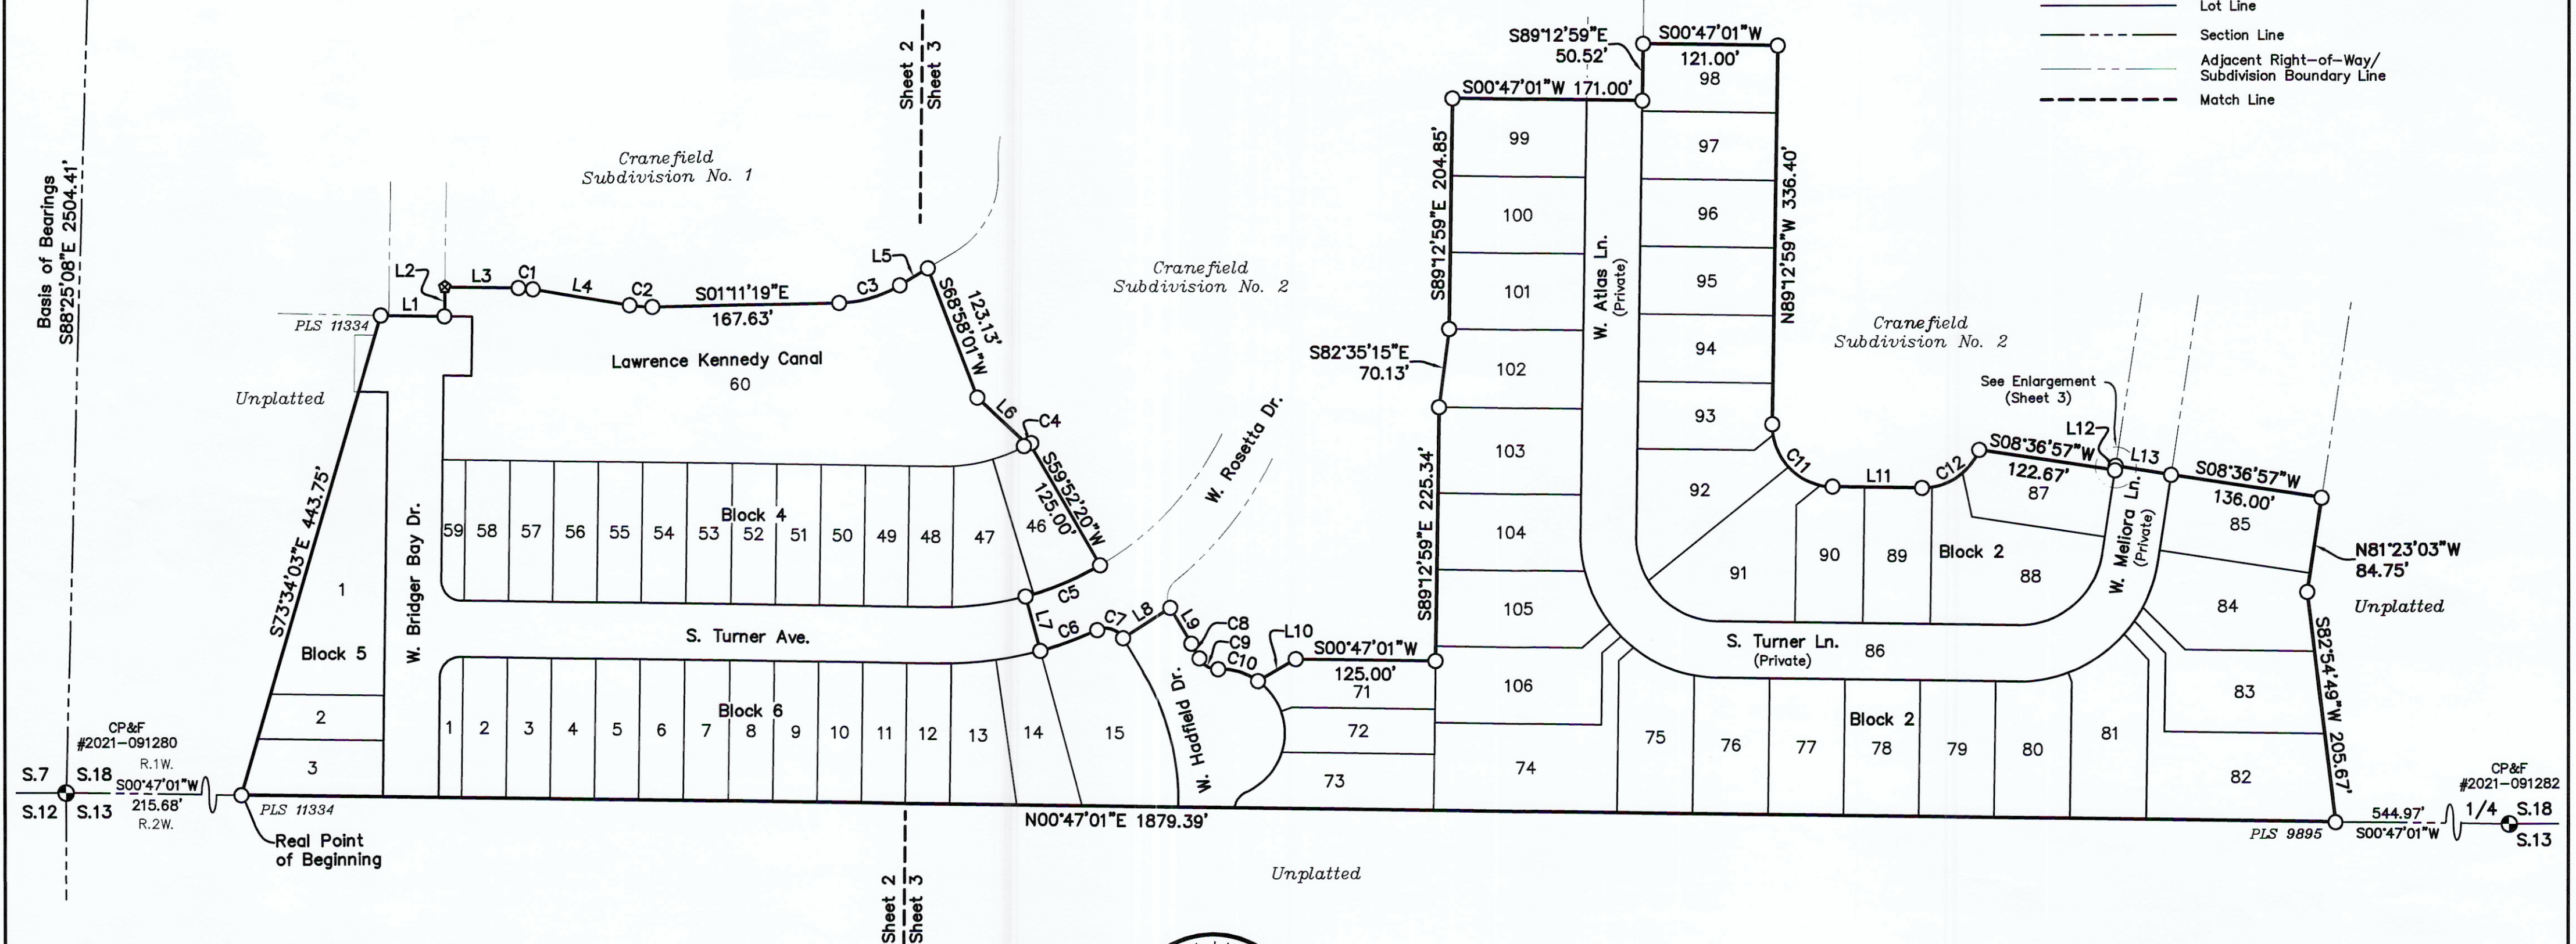 Lot Line
Section Line
Adjacent Right-of-Way/
Subdivision Boundary Line
Match Line
Basis of Bearings
S88°25'08"E 2504.41'
Sheet 2
Sheet 3
Cranefield
Subdivision No. 1
L1
L2
L3
C1
L4
C2
S01°11'19"E
167.63'
C3
L5
PLS 11334
Lawrence Kennedy Canal
60
Unplatted
S68°58'01"W
123.13'
L6
C4
S59°52'20"W
125.00'
Cranefield
Subdivision No. 2
S73°34'03"E 443.75'
W. Bridger Bay Dr.
1
Block 5
2
3
59
58
57
56
55
54
53
Block 4
52
51
50
49
48
47
46
C5
L7
C6
C7
L8
L9
C8
C9
C10
L10
W. Rosetta Dr.
W. Hadfield Dr.
S. Turner Ave.
1
2
3
4
5
6
7
Block 6
8
9
10
11
12
13
14
15
S00°47'01"W
125.00'
71
72
73
74
S89°12'59"E
50.52'
S00°47'01"W
121.00'
98
S00°47'01"W 171.00'
S89°12'59"E 204.85'
S82°35'15"E
70.13'
S89°12'59"E 225.34'
99
100
101
102
103
104
105
106
W. Atlas Ln.
(Private)
97
96
95
94
93
92
91
90
89
Block 2
88
87
N89°12'59"W 336.40'
C11
L11
C12
S08°36'57"W
122.67'
Cranefield
Subdivision No. 2
See Enlargement
(Sheet 3)
L12
L13
S08°36'57"W
136.00'
85
W. Meliora Ln.
(Private)
N81°23'03"W
84.75'
Unplatted
84
83
82
S82°54'49"W 205.67'
S. Turner Ln.
(Private)
86
75
76
77
Block 2
78
79
80
81
CP&F
#2021-091280
R.1W.
S.7
S.18
S00°47'01"W
S.12
S.13
215.68'
R.2W.
PLS 11334
Real Point
of Beginning
N00°47'01"E 1879.39'
Unplatted
Sheet 2
Sheet 3
PLS 9895
544.97'
S00°47'01"W
CP&F
#2021-091282
1/4
S.18
S.13